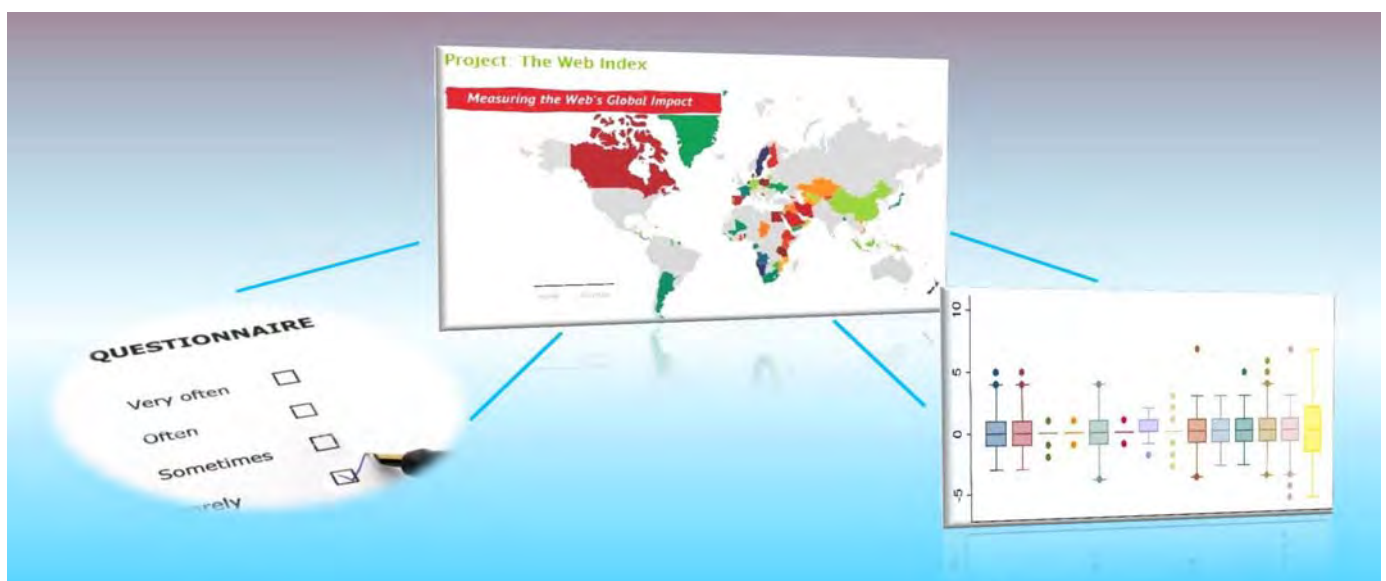 Project: The Web Index
Measuring the Web's Global Impact
QUESTIONNAIRE
Very often
Often
Sometimes
10
5
0
-5